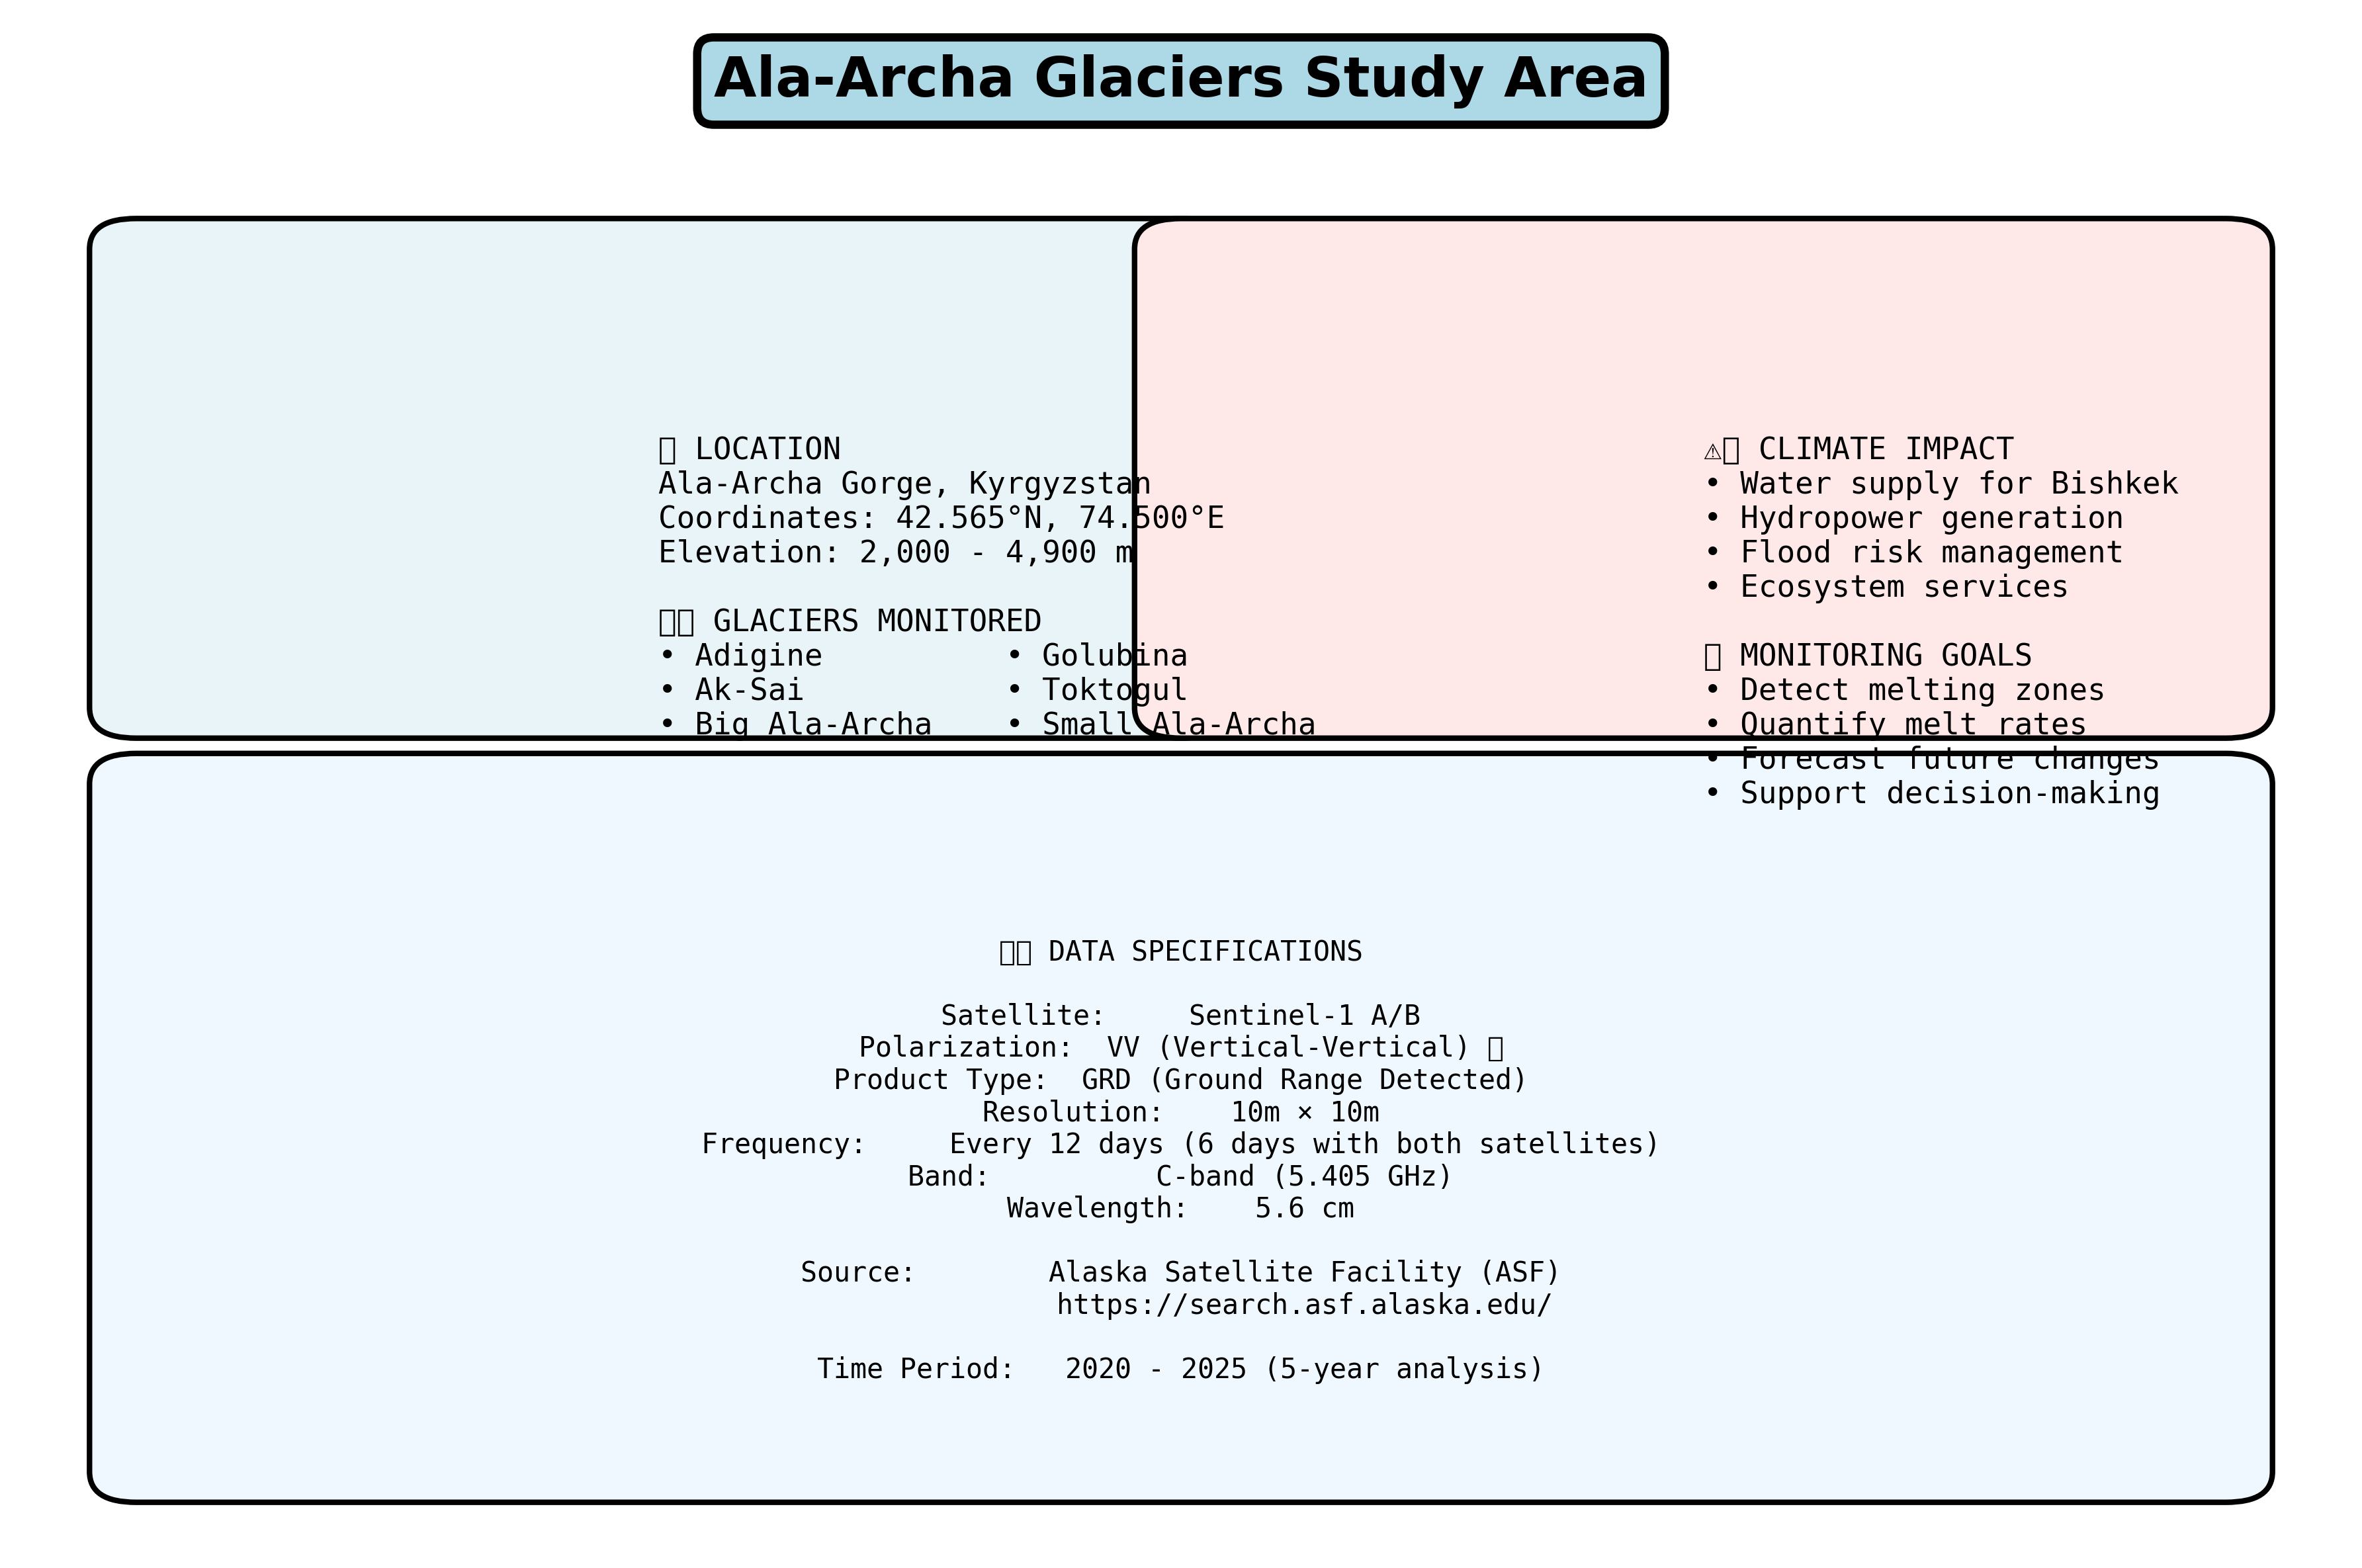 Ala-Archa Glaciers Study Area
LOCATION
Ala-Archa Gorge, Kyrgyzstan
Coordinates: 42.565°N, 74.500°E
Elevation: 2,000 - 4,900 m
GLACIERS MONITORED
• Adigine • Golubina
• Ak-Sai • Toktogul
• Big Ala-Archa • Small Ala-Archa
⚠ CLIMATE IMPACT
• Water supply for Bishkek
• Hydropower generation
• Flood risk management
• Ecosystem services
MONITORING GOALS
• Detect melting zones
• Quantify melt rates
• Forecast future changes
• Support decision-making
DATA SPECIFICATIONS
Satellite: Sentinel-1 A/B
Polarization: VV (Vertical-Vertical)
Product Type: GRD (Ground Range Detected)
Resolution: 10m × 10m
Frequency: Every 12 days (6 days with both satellites)
Band: C-band (5.405 GHz)
Wavelength: 5.6 cm
Source: Alaska Satellite Facility (ASF)
https://search.asf.alaska.edu/
Time Period: 2020 - 2025 (5-year analysis)